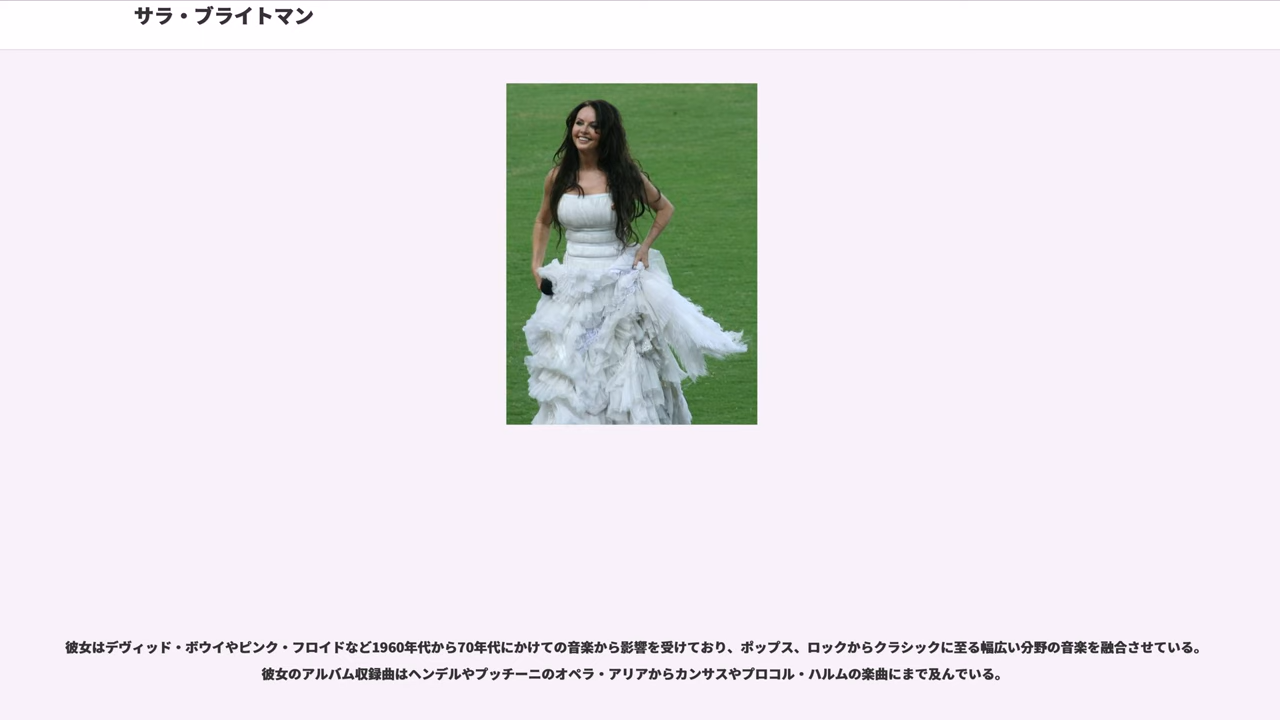 サラ・ブライトマン
彼女はデヴィッド・ボウイやピンク・フロイドなど1960年代から70年代にかけての音楽から影響を受けており、ポップス、ロックからクラシックに至る幅広い分野の音楽を融合させている。
彼女のアルバム収録曲はヘンデルやプッチーニのオペラ・アリアからカンサスやプロコル・ハルムの楽曲にまで及んでいる。